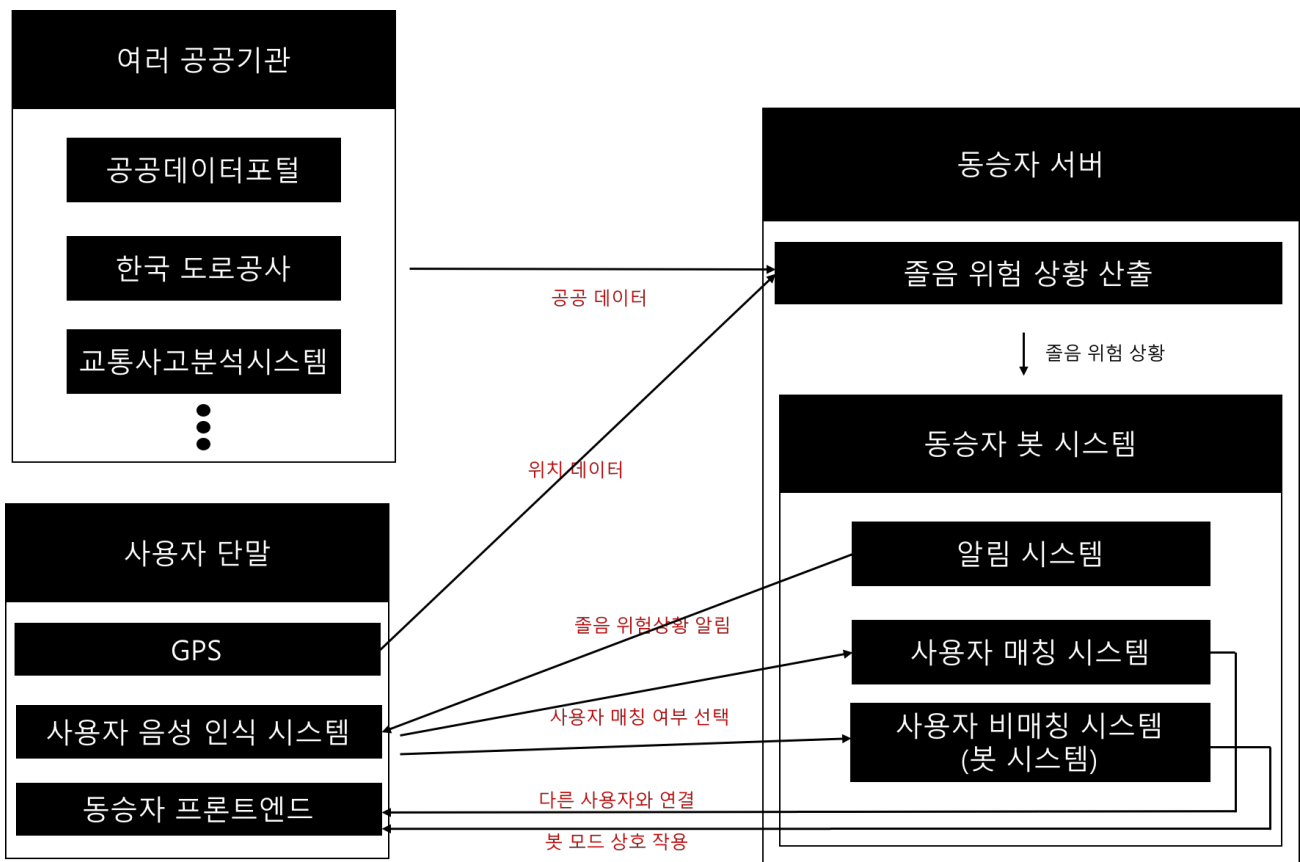 여러 공공기관
공공데이터포털
한국 도로공사
교통사고분석시스템
공공 데이터
위치 데이터
동승자 서버
졸음 위험 상황 산출
졸음 위험 상황
동승자 봇 시스템
알림 시스템
사용자 매칭 시스템
사용자 비매칭 시스템
(봇 시스템)
사용자 단말
GPS
사용자 음성 인식 시스템
동승자 프론트엔드
졸음 위험상황 알림
사용자 매칭 여부 선택
다른 사용자와 연결
봇 모드 상호 작용